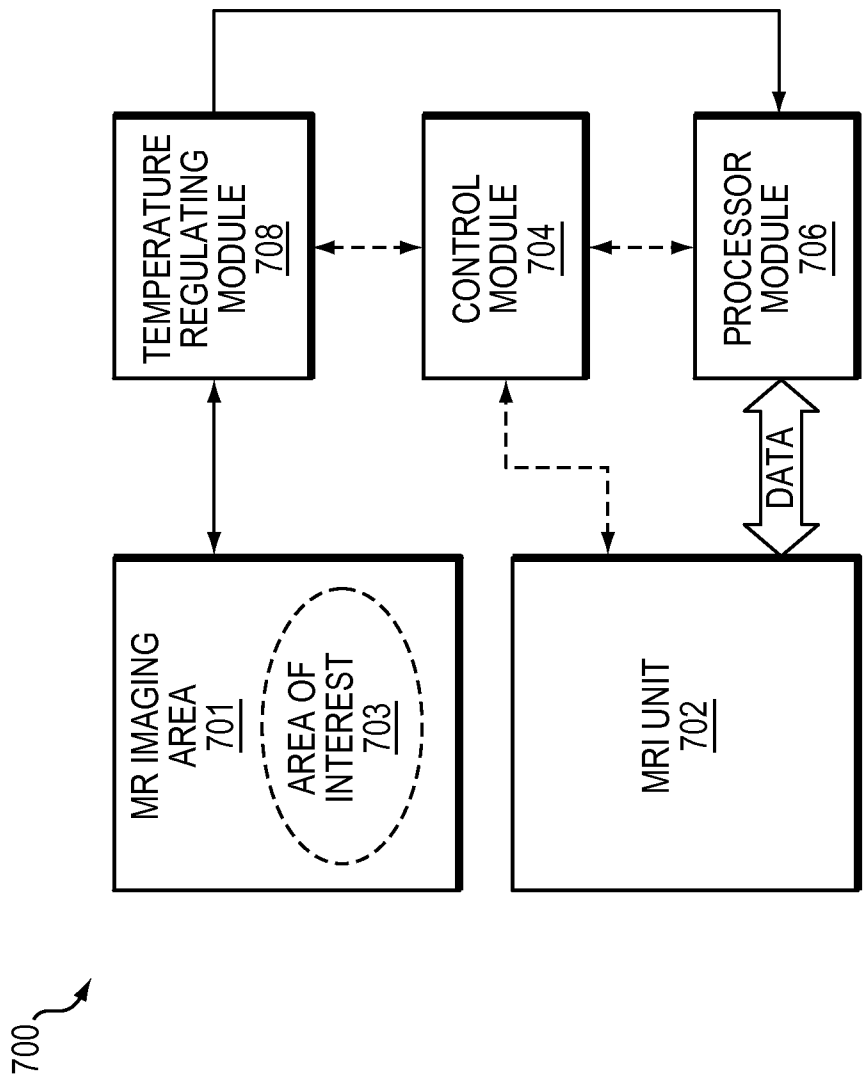 700
MR IMAGING
AREA
701
AREA OF
INTEREST
703
TEMPERATURE
REGULATING
MODULE
708
CONTROL
MODULE
704
MRI UNIT
702
DATA
PROCESSOR
MODULE
706